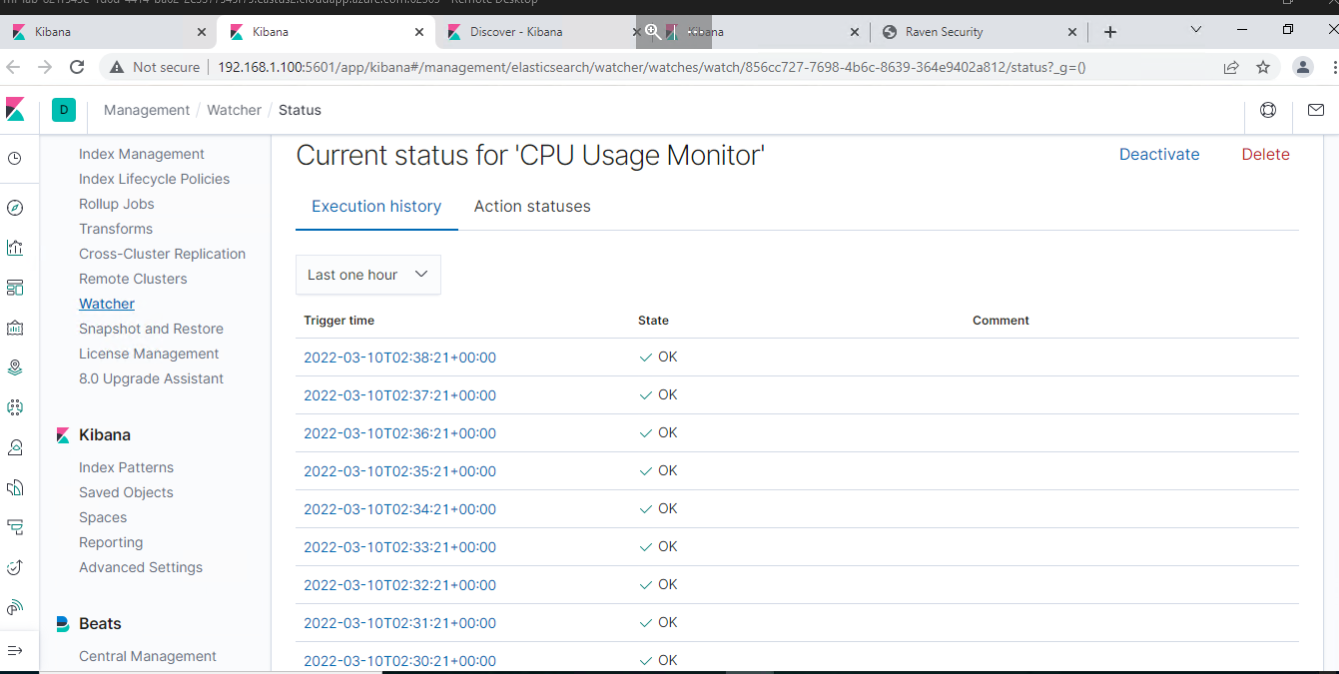 Kibana
Kibana
Discover - Kibana
Raven Security
Not secure
192.168.1.100:5601/app/kibana#/management/elasticsearch/watcher/watches/watch/856cc727-7698-4b6c-8639-364e9402a812/status?_g=()
D
Management / Watcher / Status
Index Management
Index Lifecycle Policies
Rollup Jobs
Transforms
Cross-Cluster Replication
Remote Clusters
Watcher
Snapshot and Restore
License Management
8.0 Upgrade Assistant
Kibana
Index Patterns
Saved Objects
Spaces
Reporting
Advanced Settings
Beats
Central Management
Current status for 'CPU Usage Monitor'
Deactivate
Delete
Execution history
Action statuses
Last one hour
Trigger time State Comment
2022-03-10T02:38:21+00:00 OK
2022-03-10T02:37:21+00:00 OK
2022-03-10T02:36:21+00:00 OK
2022-03-10T02:35:21+00:00 OK
2022-03-10T02:34:21+00:00 OK
2022-03-10T02:33:21+00:00 OK
2022-03-10T02:32:21+00:00 OK
2022-03-10T02:31:21+00:00 OK
2022-03-10T02:30:21+00:00 OK